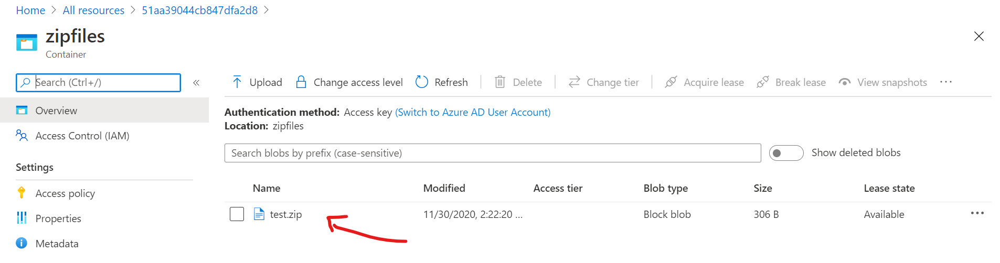 Home > All resources > 51aa39044cb847dfa2d8 >
zipfiles
Container
Search (Ctrl+/)
«
Upload
Change access level
Refresh
Delete
Change tier
Acquire lease
Break lease
View snapshots
...
Overview
Access Control (IAM)
Settings
Access policy
Properties
Metadata
Authentication method: Access key (Switch to Azure AD User Account)
Location: zipfiles
Search blobs by prefix (case-sensitive)
Show deleted blobs
Name Modified Access tier Blob type Size Lease state
test.zip 11/30/2020, 2:22:20 ... Block blob 306 B Available ...